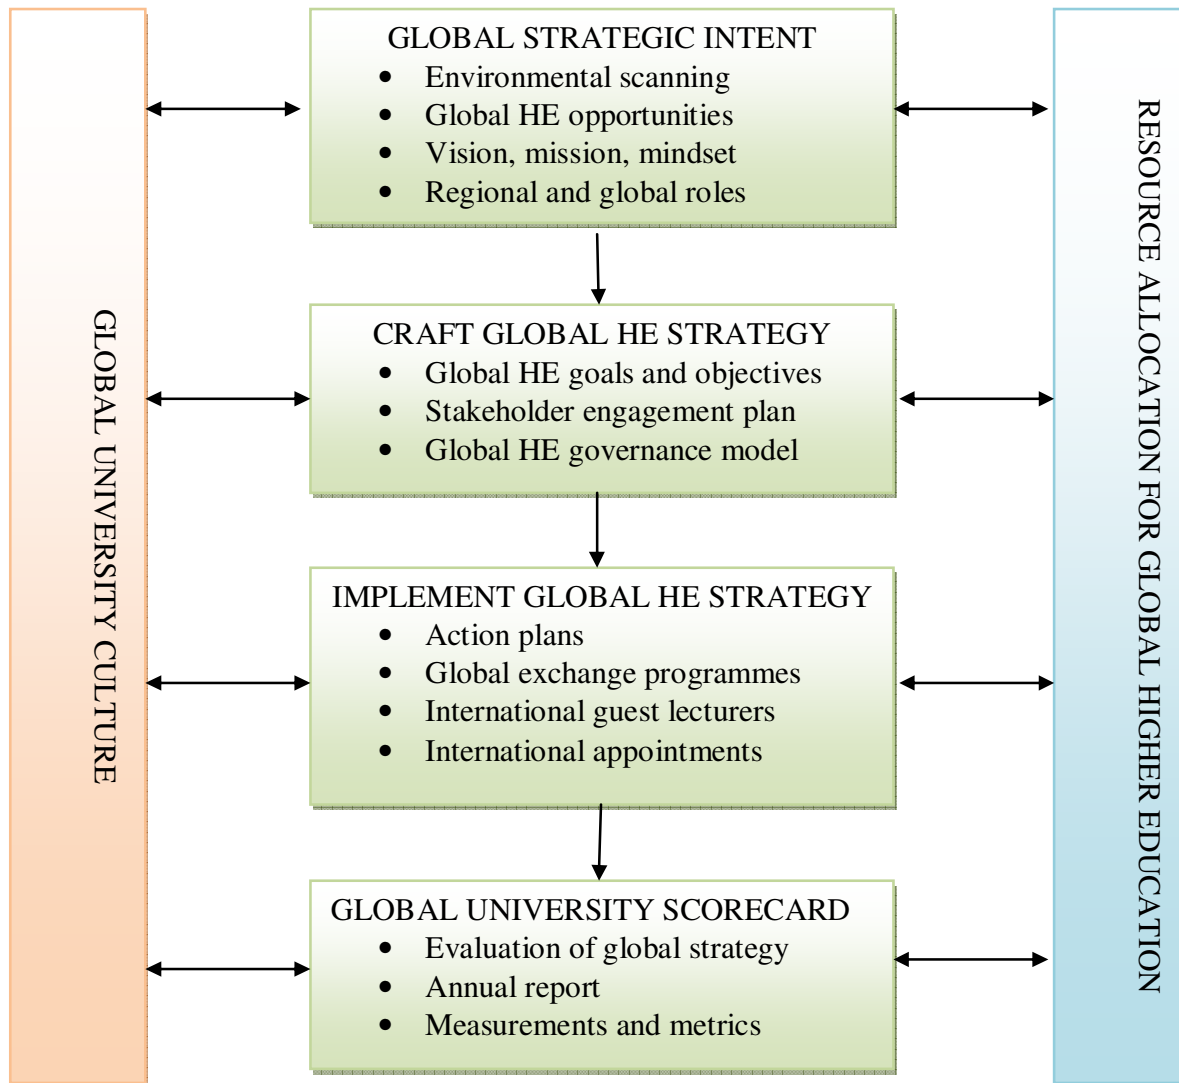 GLOBAL UNIVERSITY CULTURE
GLOBAL STRATEGIC INTENT
• Environmental scanning
• Global HE opportunities
• Vision, mission, mindset
• Regional and global roles
CRAFT GLOBAL HE STRATEGY
• Global HE goals and objectives
• Stakeholder engagement plan
• Global HE governance model
IMPLEMENT GLOBAL HE STRATEGY
• Action plans
• Global exchange programmes
• International guest lecturers
• International appointments
GLOBAL UNIVERSITY SCORECARD
• Evaluation of global strategy
• Annual report
• Measurements and metrics
RESOURCE ALLOCATION FOR GLOBAL HIGHER EDUCATION